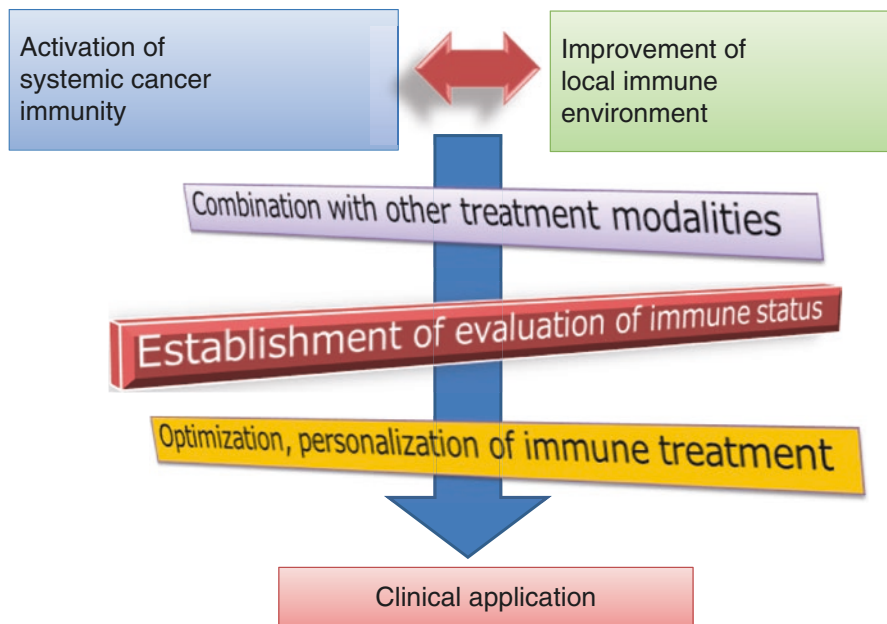 Activation of
systemic cancer
immunity
Improvement of
local immune
environment
Combination with other treatment modalities
Establishment of evaluation of immune status
Optimization, personalization of immune treatment
Clinical application